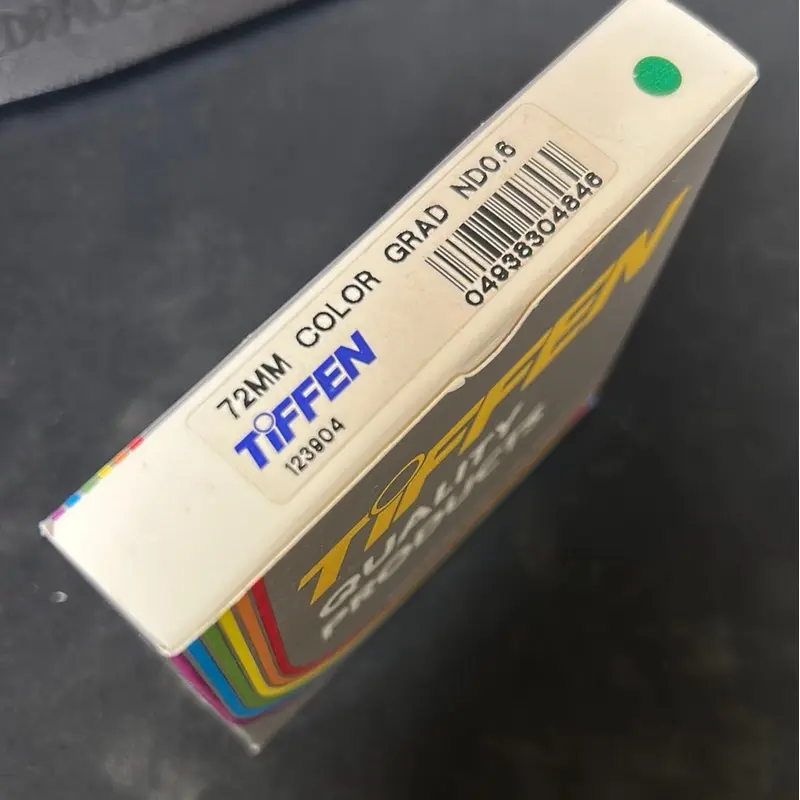 72MM COLOR GRAD ND0.6
TiFFEN
123904
04938304846
TiFFEN
QUALITY
PRODUCTS